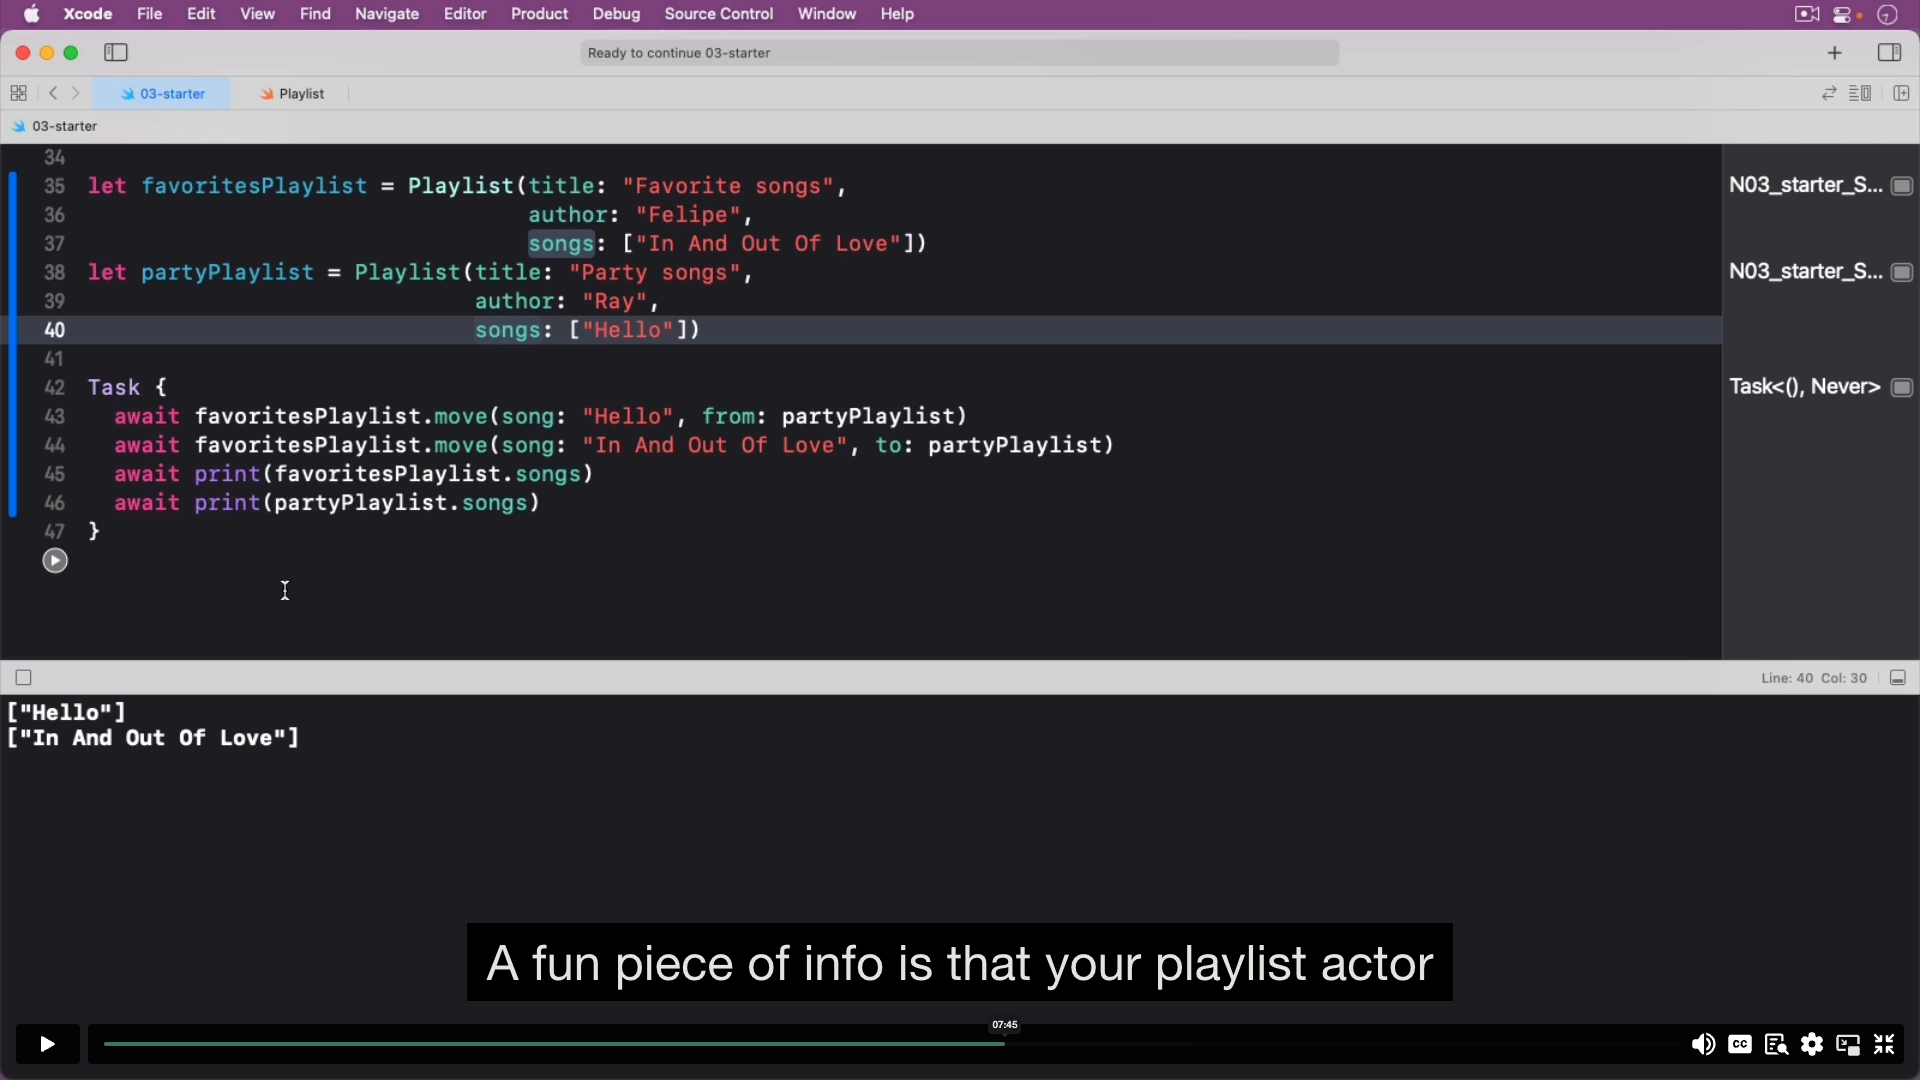 Xcode File Edit View Find Navigate Editor Product Debug Source Control Window Help
Ready to continue 03-starter
03-starter Playlist
03-starter
34
35 let favoritesPlaylist = Playlist(title: "Favorite songs",
36 author: "Felipe",
37 songs: ["In And Out Of Love"])
38 let partyPlaylist = Playlist(title: "Party songs",
39 author: "Ray",
40 songs: ["Hello"])
41
42 Task {
43 await favoritesPlaylist.move(song: "Hello", from: partyPlaylist)
44 await favoritesPlaylist.move(song: "In And Out Of Love", to: partyPlaylist)
45 await print(favoritesPlaylist.songs)
46 await print(partyPlaylist.songs)
47 }
N03_starter_S...
N03_starter_S...
Task<(), Never>
Line: 40 Col: 30
["Hello"]
["In And Out Of Love"]
A fun piece of info is that your playlist actor
07:45
CC